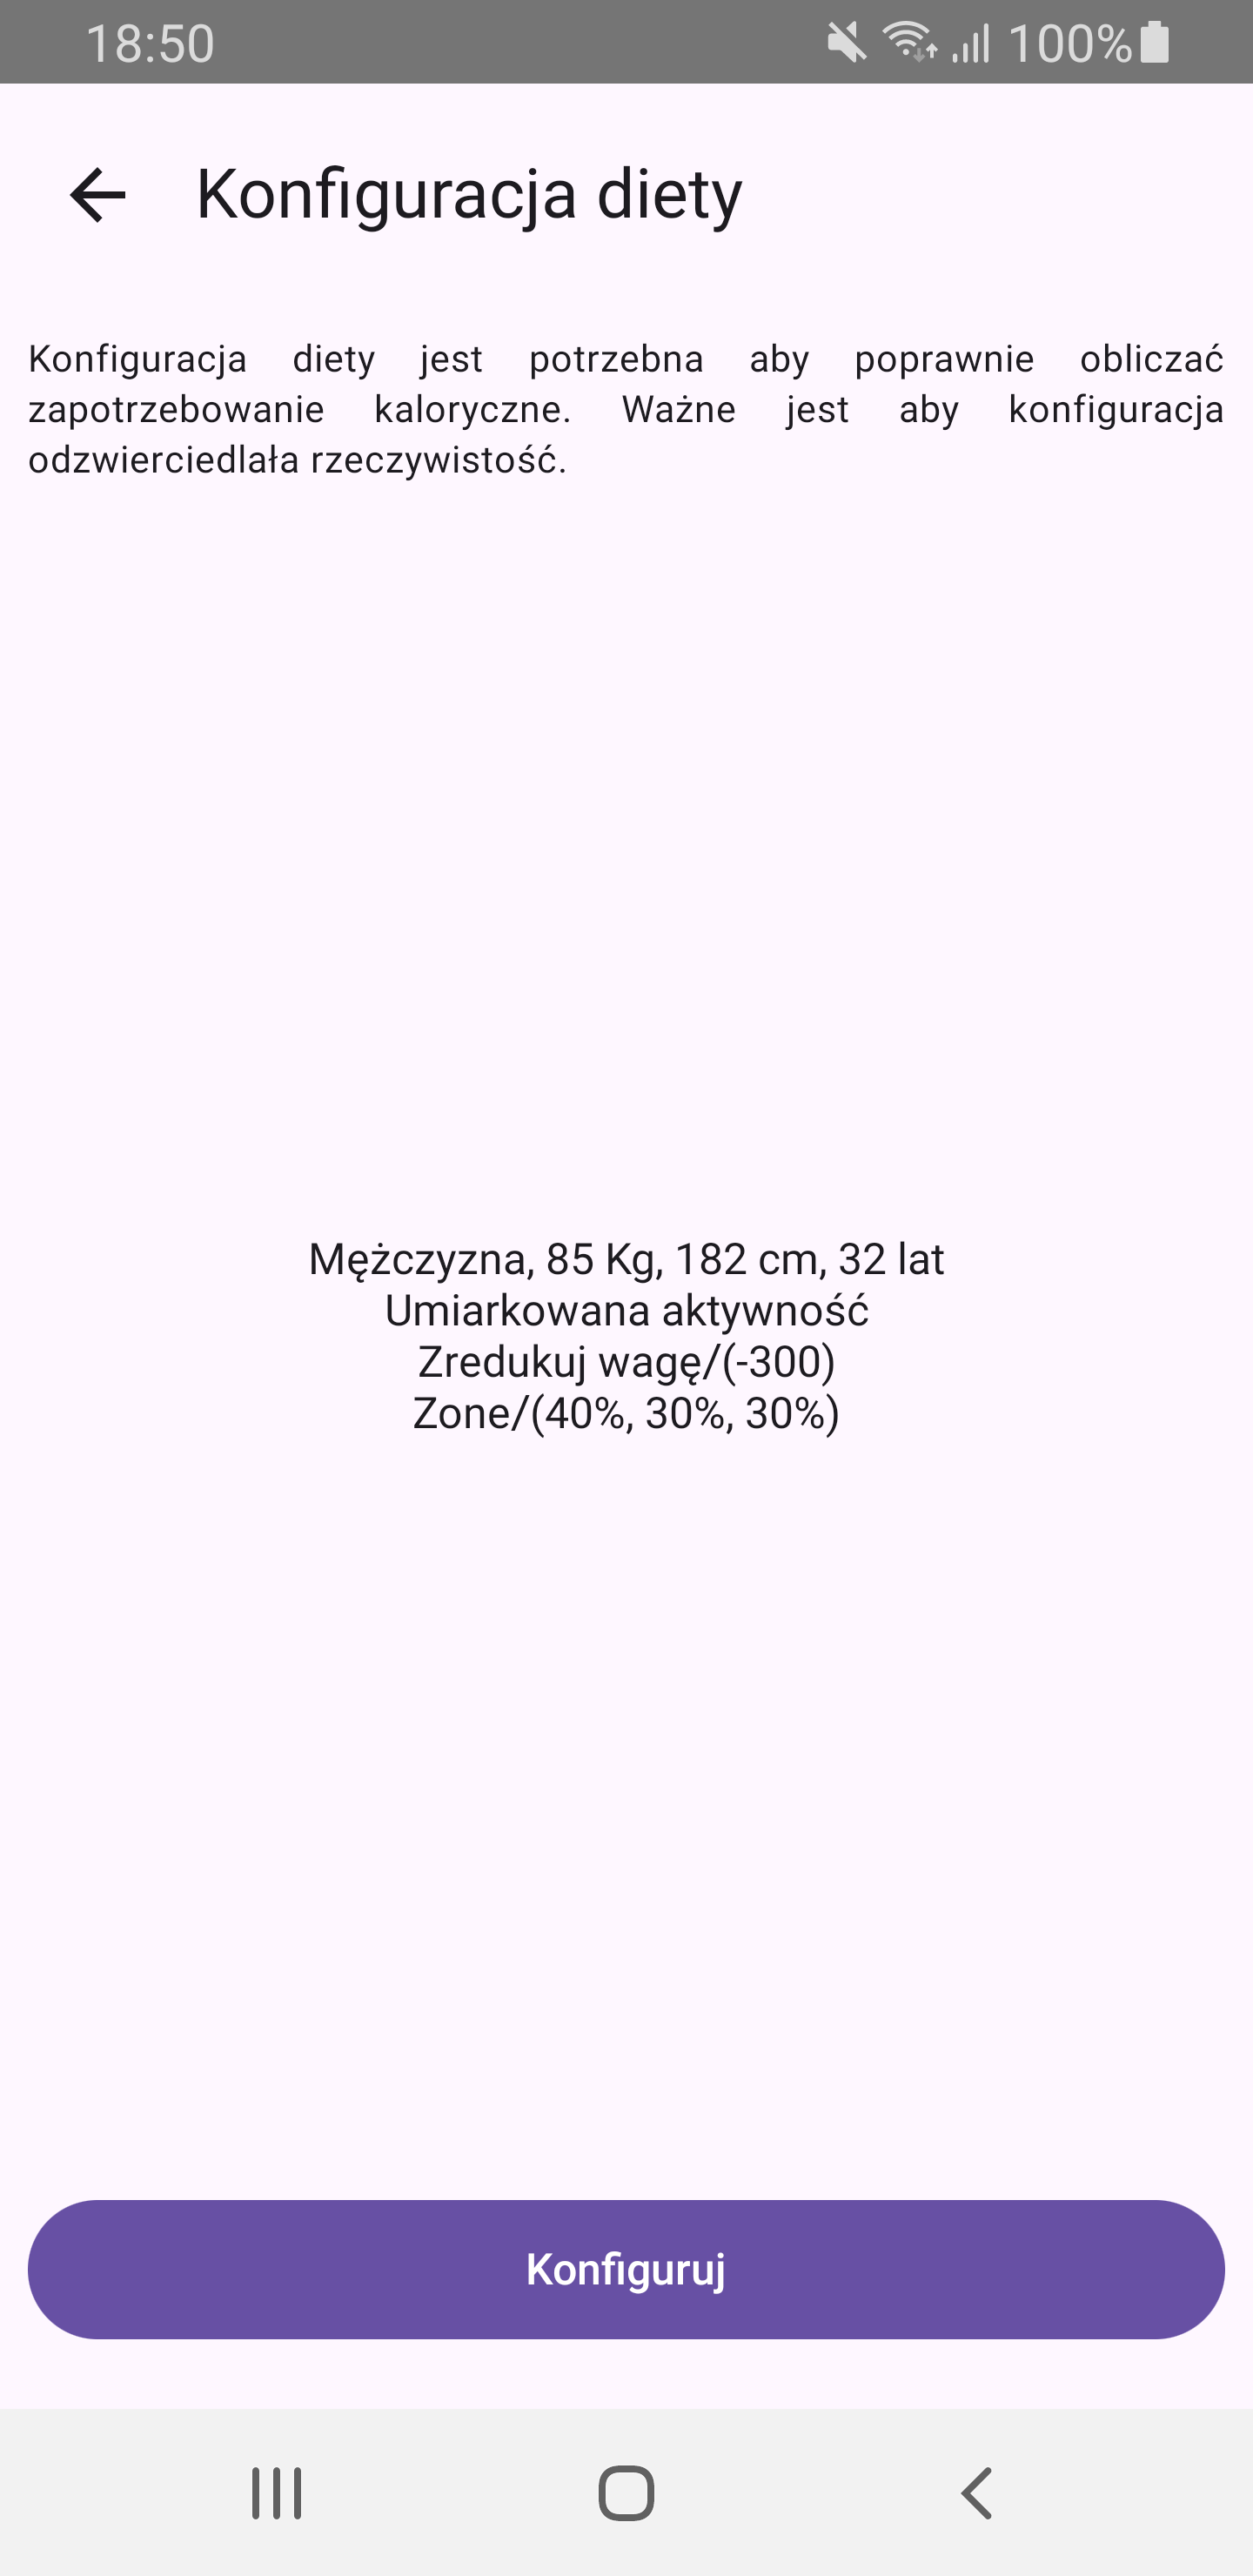 18:50 100%
Konfiguracja diety
Konfiguracja diety jest potrzebna aby poprawnie obliczać
zapotrzebowanie kaloryczne. Ważne jest aby konfiguracja
odzwierciedlała rzeczywistość.
Mężczyzna, 85 Kg, 182 cm, 32 lat
Umiarkowana aktywność
Zredukuj wagę/(-300)
Zone/(40%, 30%, 30%)
Konfiguruj